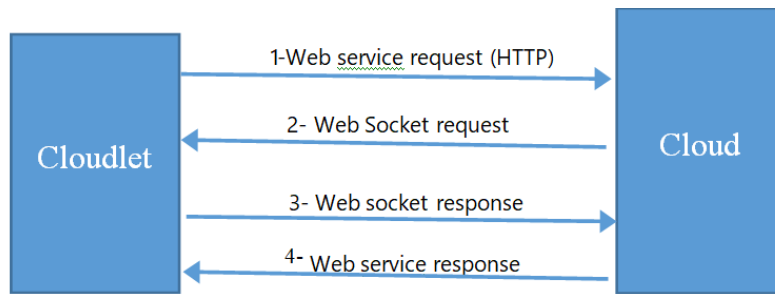 1-Web service request (HTTP)
2- Web Socket request
Cloudlet
Cloud
3- Web socket response
4- Web service response